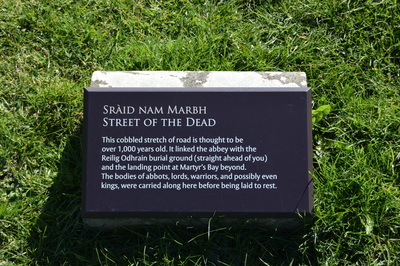 Sràid nam Marbh
Street of the Dead
This cobbled stretch of road is thought to be
over 1,000 years old. It linked the abbey with the
Reilig Odhrain burial ground (straight ahead of you)
and the landing point at Martyr's Bay beyond.
The bodies of abbots, lords, warriors, and possibly even
kings, were carried along here before being laid to rest.